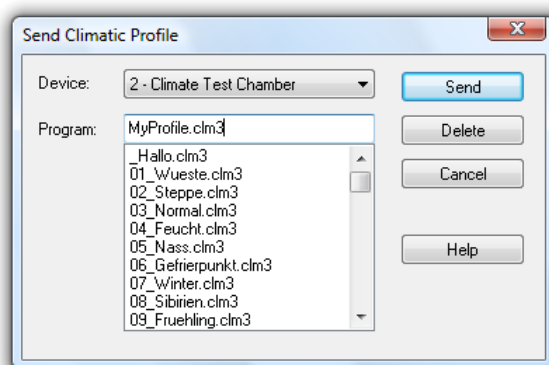 Send Climatic Profile
Device:
2 - Climate Test Chamber
Send
Program:
MyProfile.clm3
Delete
_Hallo.clm3
01_Wueste.clm3
Cancel
02_Steppe.clm3
03_Normal.clm3
04_Feucht.clm3
05_Nass.clm3
Help
06_Gefrierpunkt.clm3
07_Winter.clm3
08_Sibirien.clm3
09_Fruehling.clm3